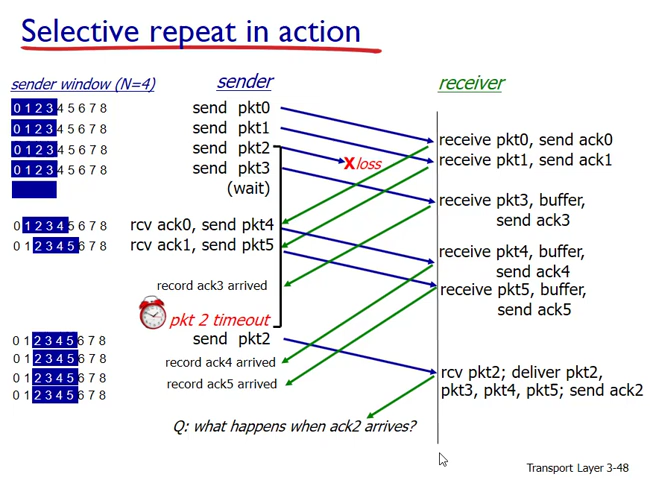 Selective repeat in action
sender window (N=4)
sender
receiver
0 1 2 3 4 5 6 7 8
send pkt0
0 1 2 3 4 5 6 7 8
send pkt1
0 1 2 3 4 5 6 7 8
send pkt2
0 1 2 3 4 5 6 7 8
send pkt3
(wait)
X loss
receive pkt0, send ack0
receive pkt1, send ack1
receive pkt3, buffer,
send ack3
0 1 2 3 4 5 6 7 8
rcv ack0, send pkt4
0 1 2 3 4 5 6 7 8
rcv ack1, send pkt5
receive pkt4, buffer,
send ack4
record ack3 arrived
receive pkt5, buffer,
send ack5
pkt 2 timeout
0 1 2 3 4 5 6 7 8
send pkt2
0 1 2 3 4 5 6 7 8
record ack4 arrived
0 1 2 3 4 5 6 7 8
record ack5 arrived
0 1 2 3 4 5 6 7 8
rcv pkt2; deliver pkt2,
pkt3, pkt4, pkt5; send ack2
Q: what happens when ack2 arrives?
Transport Layer 3-48